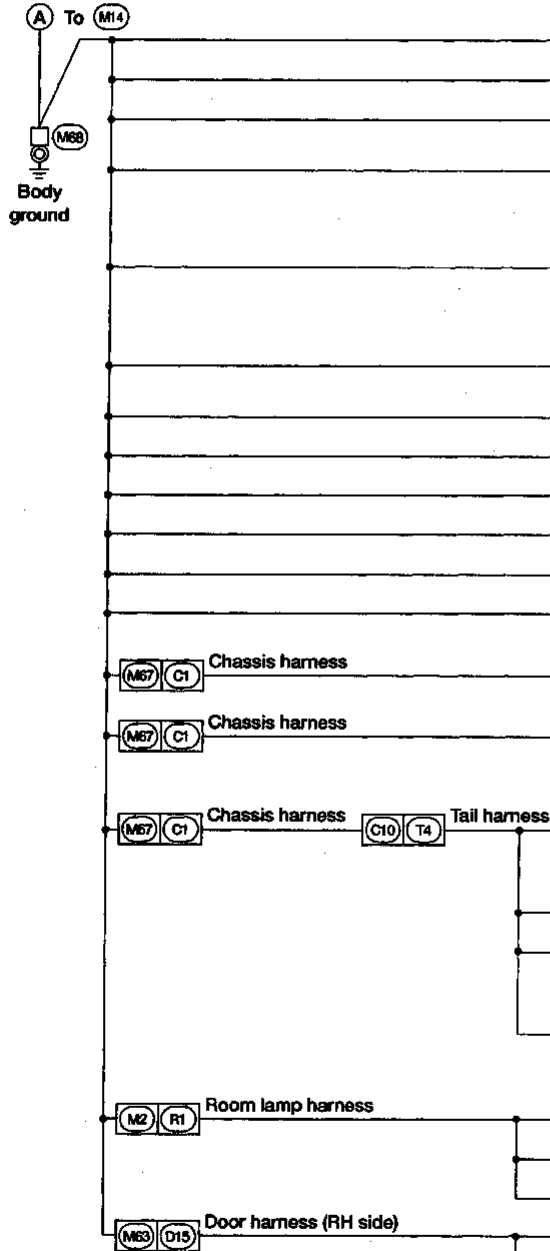 A To M14
M68
Body
ground
Chassis harness
M67 C1
Chassis harness
M67 C1
Chassis harness Tail harness
M67 C1 C10 T4
Room lamp harness
M2 R1
Door harness (RH side)
M63 D15